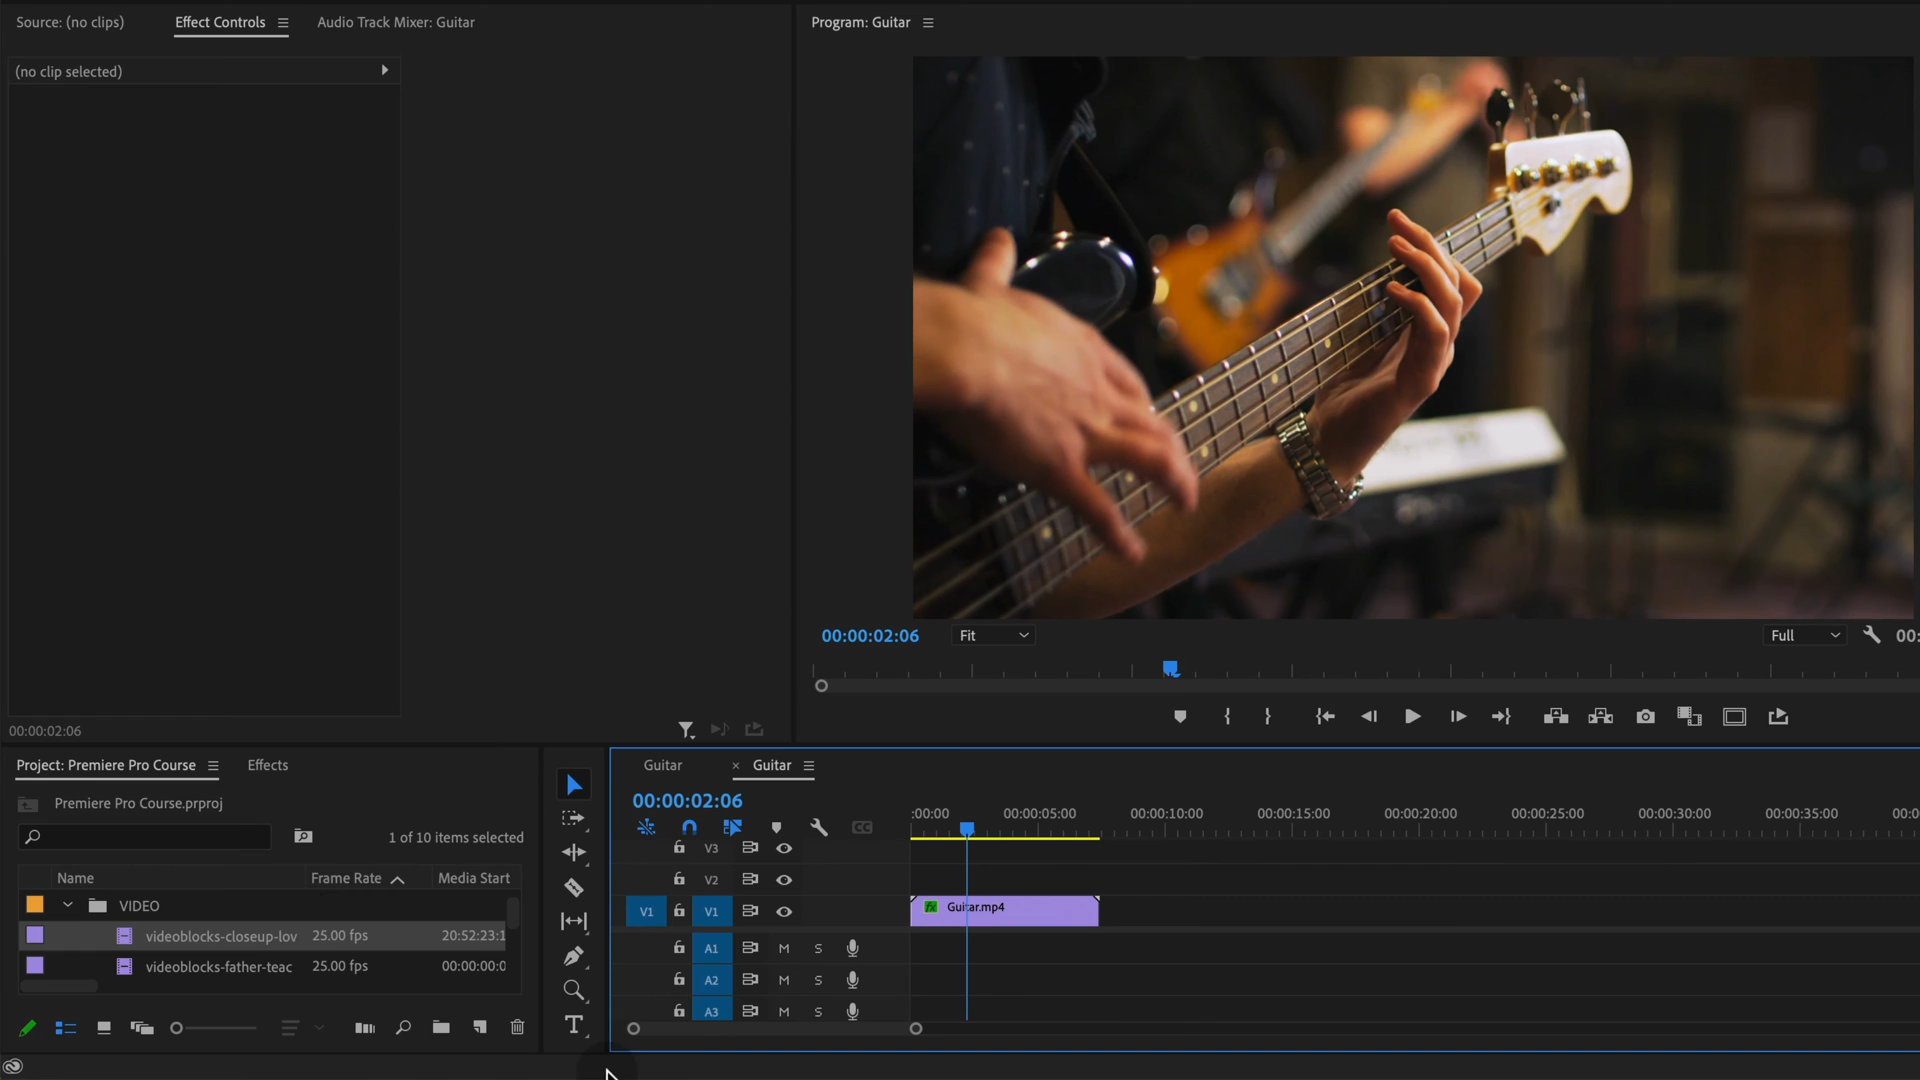 Source: (no clips)
Effect Controls
Audio Track Mixer: Guitar
Program: Guitar
(no clip selected)
00:00:02:06
Fit
Full
00:
00:00:02:06
Project: Premiere Pro Course
Effects
Guitar
Guitar
Premiere Pro Course.prproj
00:00:02:06
1 of 10 items selected
:00:00
00:00:05:00
00:00:10:00
00:00:15:00
00:00:20:00
00:00:25:00
00:00:30:00
00:00:35:00
00:0
CC
V3
V2
V1
V1
fx Guitar.mp4
Name
Frame Rate
Media Start
VIDEO
videoblocks-closeup-lov
25.00 fps
20:52:23:1
videoblocks-father-teac
25.00 fps
00:00:00:0
A1
M
S
A2
M
S
A3
M
S
T